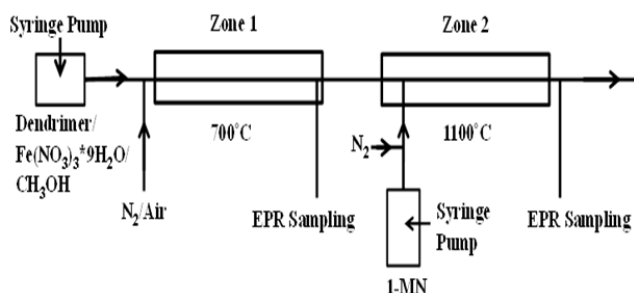 Syringe Pump
Zone 1
Zone 2
Dendrimer/
Fe(NO₃)₃*9H₂O/
CH₃OH
700°C
1100°C
N₂/Air
EPR Sampling
N₂
Syringe
Pump
EPR Sampling
1-MN